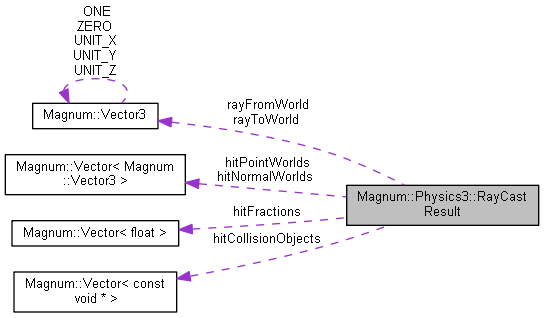 ONE
ZERO
UNIT_X
UNIT_Y
UNIT_Z
Magnum::Vector3
rayFromWorld
rayToWorld
Magnum::Vector< Magnum
::Vector3 >
hitPointWorlds
hitNormalWorlds
Magnum::Physics3::RayCast
Result
Magnum::Vector< float >
hitFractions
hitCollisionObjects
Magnum::Vector< const
void * >